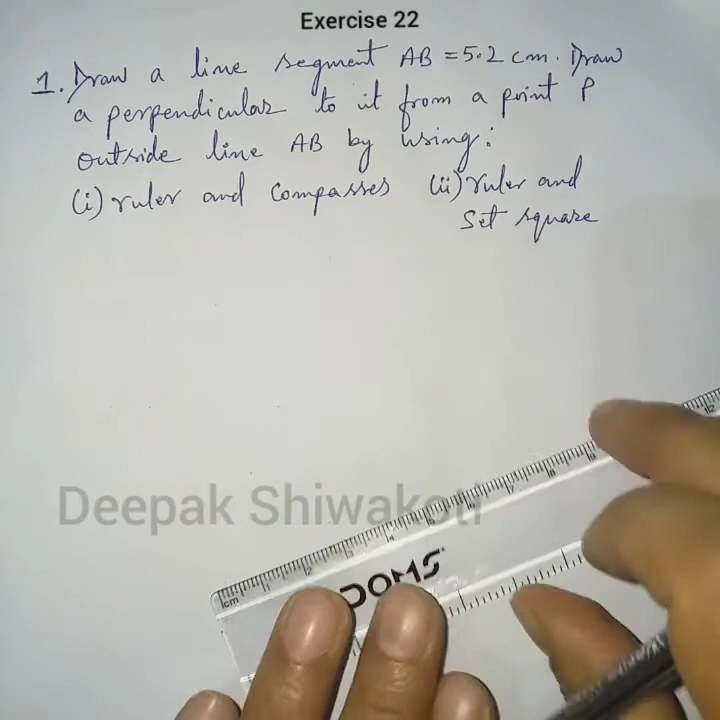 Exercise 22
1. Draw a line segment AB = 5.2 cm. Draw
a perpendicular to it from a point P
outside line AB by using:
(i) ruler and compasses (ii) ruler and
set square
Deepak Shiwakoti
DOMS
cm